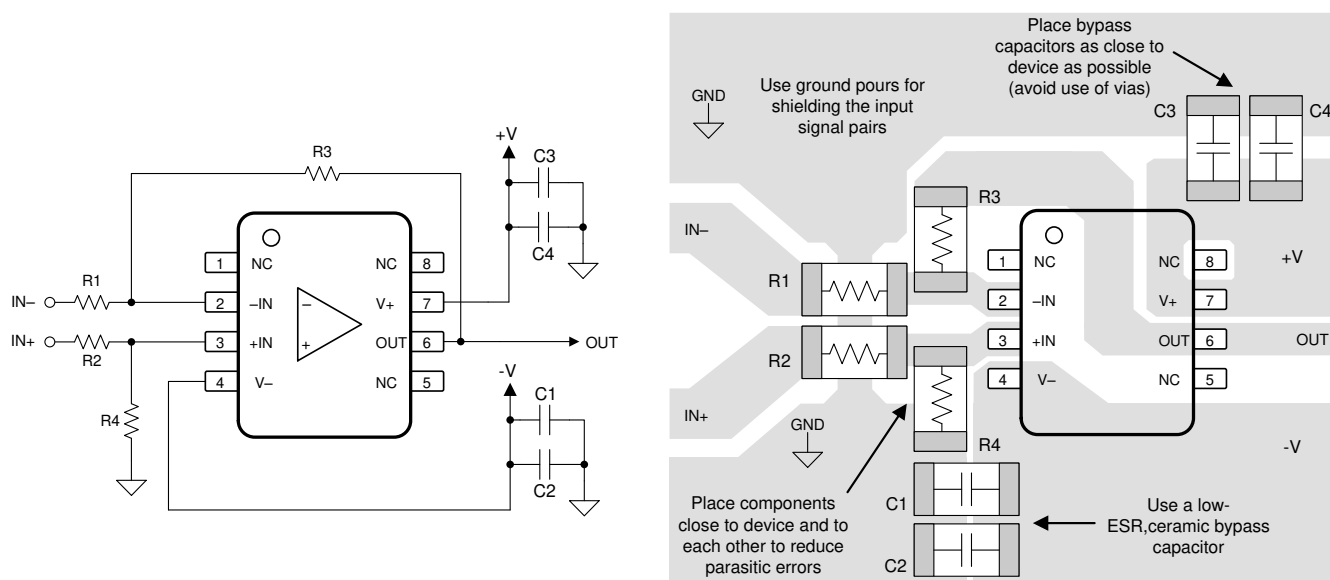 R3
+V
C3
C4
1 NC
NC 8
R1
IN–
2 –IN
V+ 7
–
IN+
R2
3 +IN
+
OUT 6
OUT
4 V–
NC 5
-V
R4
C1
C2
Place bypass
capacitors as close to
device as possible
(avoid use of vias)
Use ground pours for
shielding the input
signal pairs
GND
C3
C4
R3
IN–
1 NC
NC 8
+V
R1
2 –IN
V+ 7
3 +IN
OUT 6
OUT
R2
4 V–
NC 5
IN+
GND
R4
-V
Place components
close to device and to
each other to reduce
parasitic errors
C1
C2
Use a low-
ESR,ceramic bypass
capacitor